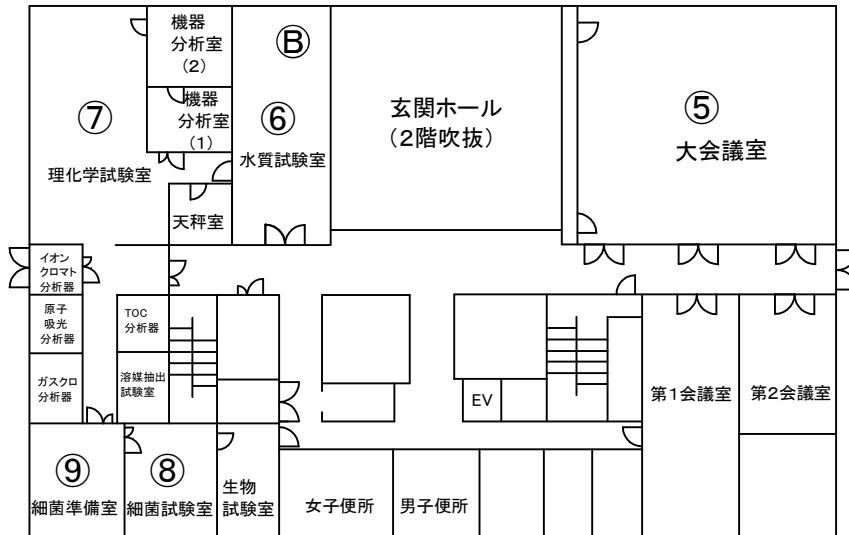 機器
分析室
（２）
Ⓑ
機器
分析室
（１）
⑦
⑥
玄関ホール
（２階吹抜）
⑤
大会議室
理化学試験室
水質試験室
天秤室
イオン
クロマト
分析器
原子
吸光
分析器
TOC
分析器
ガスクロ
分析器
溶媒抽出
試験室
EV
第１会議室
第２会議室
⑨
細菌準備室
⑧
細菌試験室
生物
試験室
女子便所
男子便所